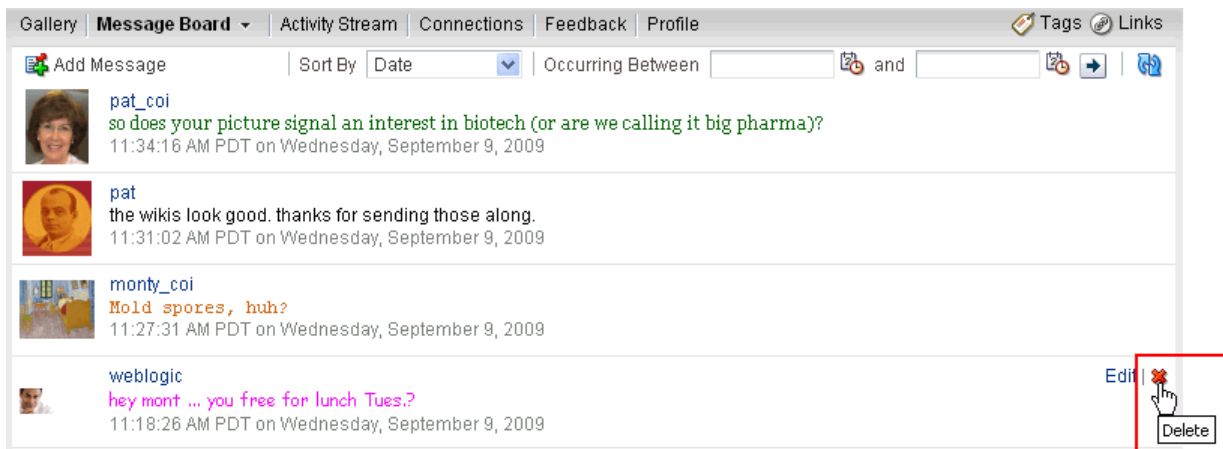 Gallery Message Board Activity Stream Connections Feedback Profile Tags Links
Add Message Sort By Date Occurring Between and
pat_coi
so does your picture signal an interest in biotech (or are we calling it big pharma)?
11:34:16 AM PDT on Wednesday, September 9, 2009
pat
the wikis look good. thanks for sending those along.
11:31:02 AM PDT on Wednesday, September 9, 2009
monty_coi
Mold spores, huh?
11:27:31 AM PDT on Wednesday, September 9, 2009
weblogic Edit
hey mont ... you free for lunch Tues.?
11:18:26 AM PDT on Wednesday, September 9, 2009
Delete